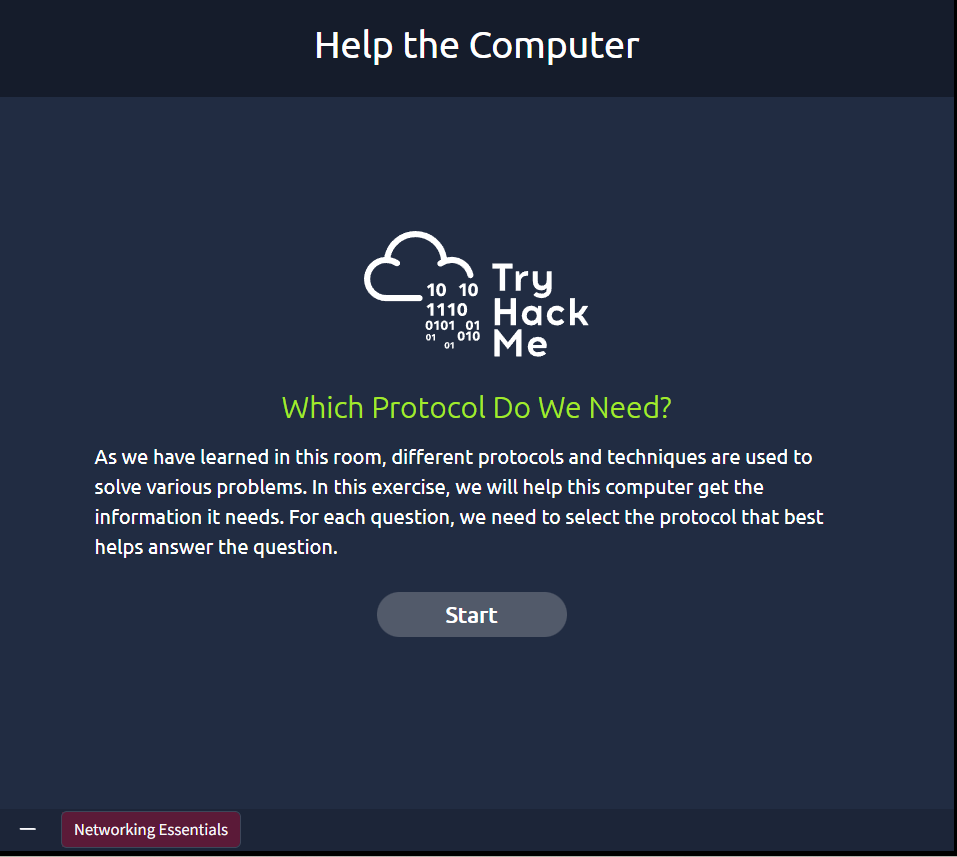 Help the Computer
10 10
1110
0101 01
01 010
01
Try
Hack
Me
Which Protocol Do We Need?
As we have learned in this room, different protocols and techniques are used to
solve various problems. In this exercise, we will help this computer get the
information it needs. For each question, we need to select the protocol that best
helps answer the question.
Start
Networking Essentials